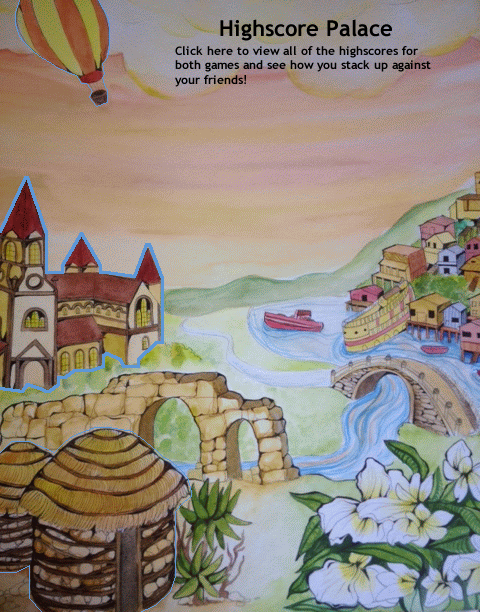 Highscore Palace
Click here to view all of the highscores for
both games and see how you stack up against
your friends!